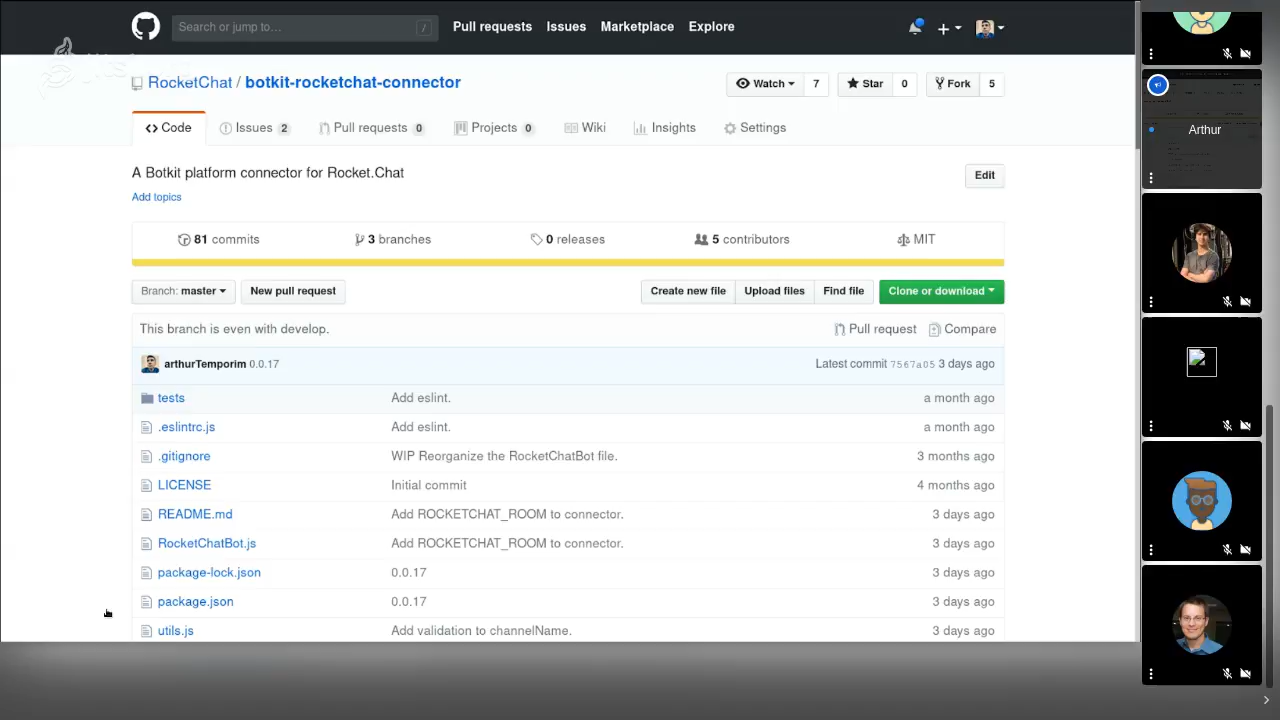 Search or jump to…
/
Pull requests Issues Marketplace Explore
RocketChat / botkit-rocketchat-connector
Watch 7 Star 0 Fork 5
Code Issues 2 Pull requests 0 Projects 0 Wiki Insights Settings
A Botkit platform connector for Rocket.Chat
Edit
Add topics
81 commits 3 branches 0 releases 5 contributors MIT
Branch: master New pull request Create new file Upload files Find file Clone or download
This branch is even with develop. Pull request Compare
arthurTemporim 0.0.17 Latest commit 7567a05 3 days ago
tests Add eslint. a month ago
.eslintrc.js Add eslint. a month ago
.gitignore WIP Reorganize the RocketChatBot file. 3 months ago
LICENSE Initial commit 4 months ago
README.md Add ROCKETCHAT_ROOM to connector. 3 days ago
RocketChatBot.js Add ROCKETCHAT_ROOM to connector. 3 days ago
package-lock.json 0.0.17 3 days ago
package.json 0.0.17 3 days ago
utils.js Add validation to channelName. 3 days ago
Arthur